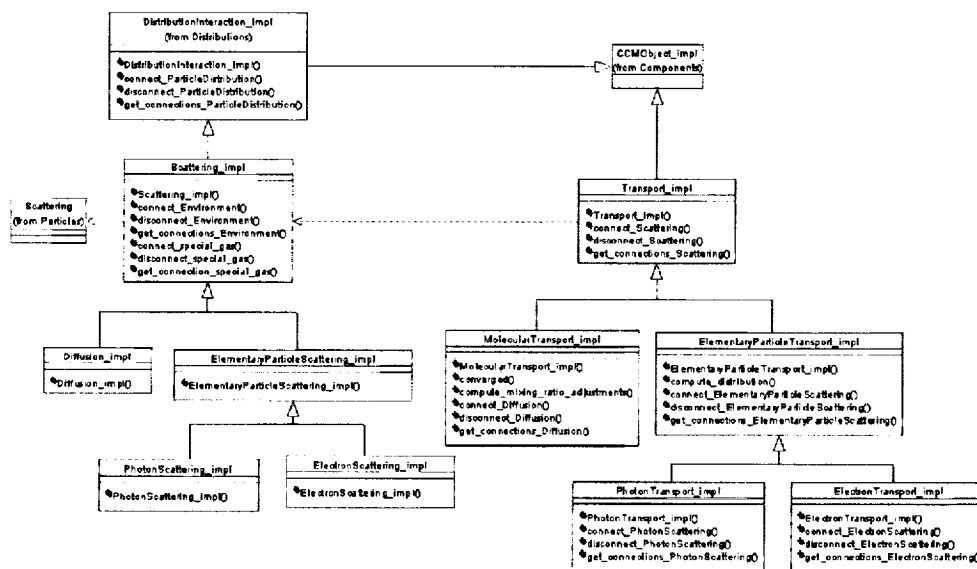 DistributionInteraction_impl
(from Distributions)
DistributionInteraction_impl()
connect_ParticleDistribution()
disconnect_ParticleDistribution()
get_connections_ParticleDistribution()
CCMObject_impl
(from Components)
Scattering_impl
Scattering_impl()
connect_Environment()
disconnect_Environment()
get_connections_Environment()
connect_special_gas()
disconnect_special_gas()
get_connection_special_gas()
Scattering
(from Particles)
Transport_impl
Transport_impl()
connect_Scattering()
disconnect_Scattering()
get_connections_Scattering()
Diffusion_impl
Diffusion_impl()
ElementaryParticleScattering_impl
ElementaryParticleScattering_impl()
MolecularTransport_impl
MolecularTransport_impl()
converged()
compute_mixing_ratio_adjustments()
connect_Diffusion()
disconnect_Diffusion()
get_connections_Diffusion()
ElementaryParticleTransport_impl
ElementaryParticleTransport_impl()
compute_distribution()
connect_ElementaryParticleScattering()
disconnect_ElementaryParticleScattering()
get_connections_ElementaryParticleScattering()
PhotonScattering_impl
PhotonScattering_impl()
ElectronScattering_impl
ElectronScattering_impl()
PhotonTransport_impl
PhotonTransport_impl()
connect_PhotonScattering()
disconnect_PhotonScattering()
get_connections_PhotonScattering()
ElectronTransport_impl
ElectronTransport_impl()
connect_ElectronScattering()
disconnect_ElectronScattering()
get_connections_ElectronScattering()